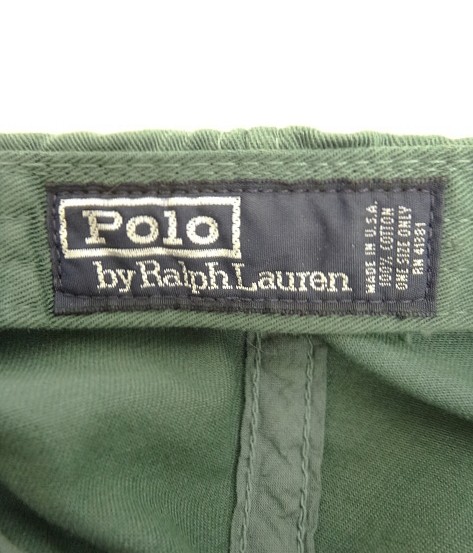 Polo
by Ralph Lauren
MADE IN U.S.A.
100% COTTON
ONE SIZE ONLY
RN 41381